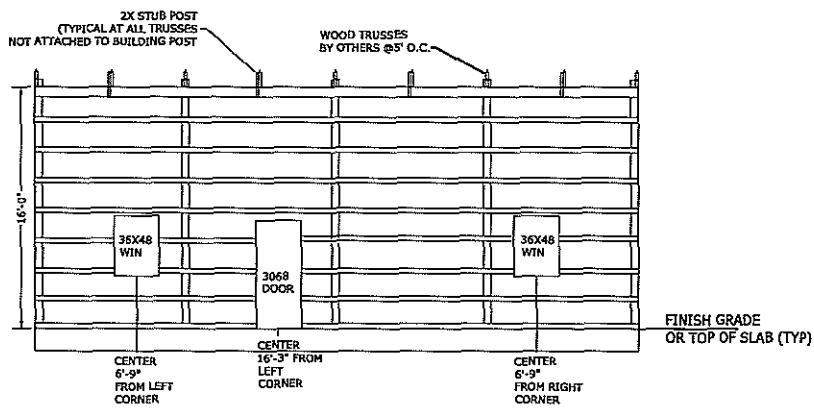 2X STUB POST
(TYPICAL AT ALL TRUSSES
NOT ATTACHED TO BUILDING POST
WOOD TRUSSES
BY OTHERS @5' O.C.
16'-0"
36X48
WIN
3068
DOOR
36X48
WIN
FINISH GRADE
OR TOP OF SLAB (TYP)
CENTER
6'-9"
FROM LEFT
CORNER
CENTER
16'-3" FROM
LEFT
CORNER
CENTER
6'-9"
FROM RIGHT
CORNER